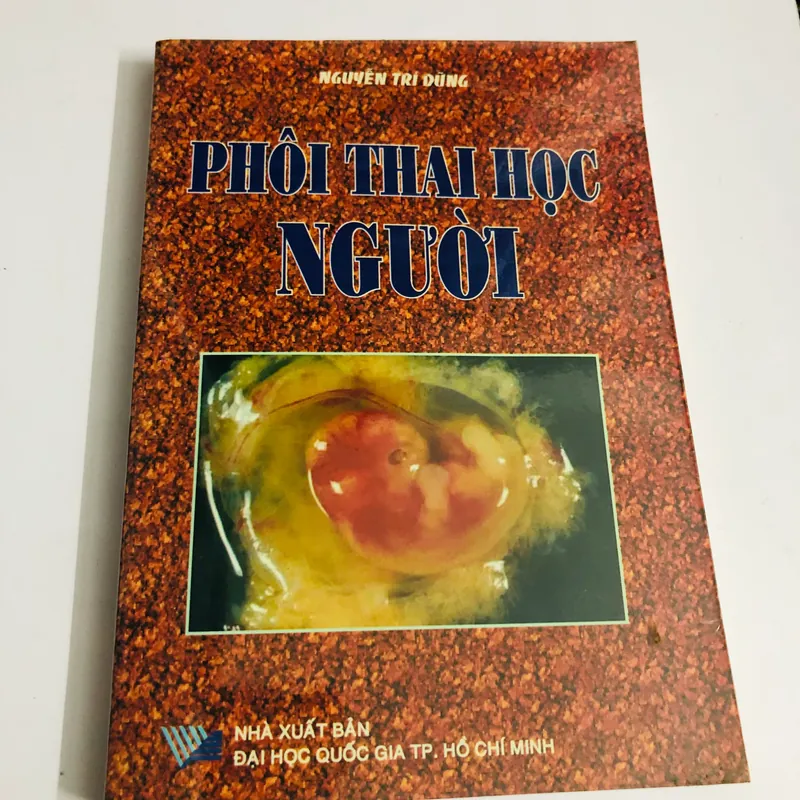 NGUYỄN TRÍ DŨNG
PHÔI THAI HỌC
NGƯỜI
NHÀ XUẤT BẢN
ĐẠI HỌC QUỐC GIA TP. HỒ CHÍ MINH